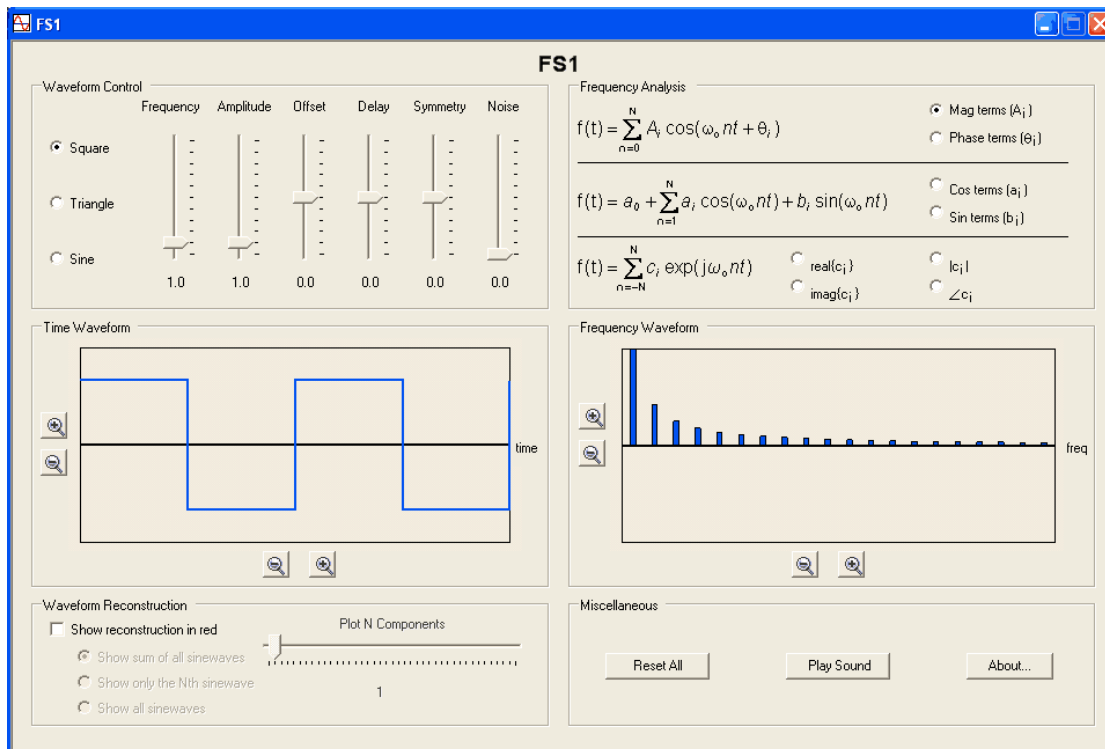 FS1
FS1
Waveform Control
Frequency Amplitude Offset Delay Symmetry Noise
Square
Triangle
Sine
1.0 1.0 0.0 0.0 0.0 0.0
Frequency Analysis
f(t) = ∑ N n=0 A_i cos(ω_o nt + θ_i)
Mag terms (A_i)
Phase terms (θ_i)
f(t) = a_0 + ∑ N n=1 a_i cos(ω_o nt) + b_i sin(ω_o nt)
Cos terms (a_i)
Sin terms (b_i)
f(t) = ∑ N n=-N c_i exp(jω_o nt)
real{c_i}
imag{c_i}
|c_i|
∠c_i
Time Waveform
time
Frequency Waveform
freq
Waveform Reconstruction
Show reconstruction in red
Plot N Components
Show sum of all sinewaves
Show only the Nth sinewave
1
Show all sinewaves
Miscellaneous
Reset All Play Sound About...